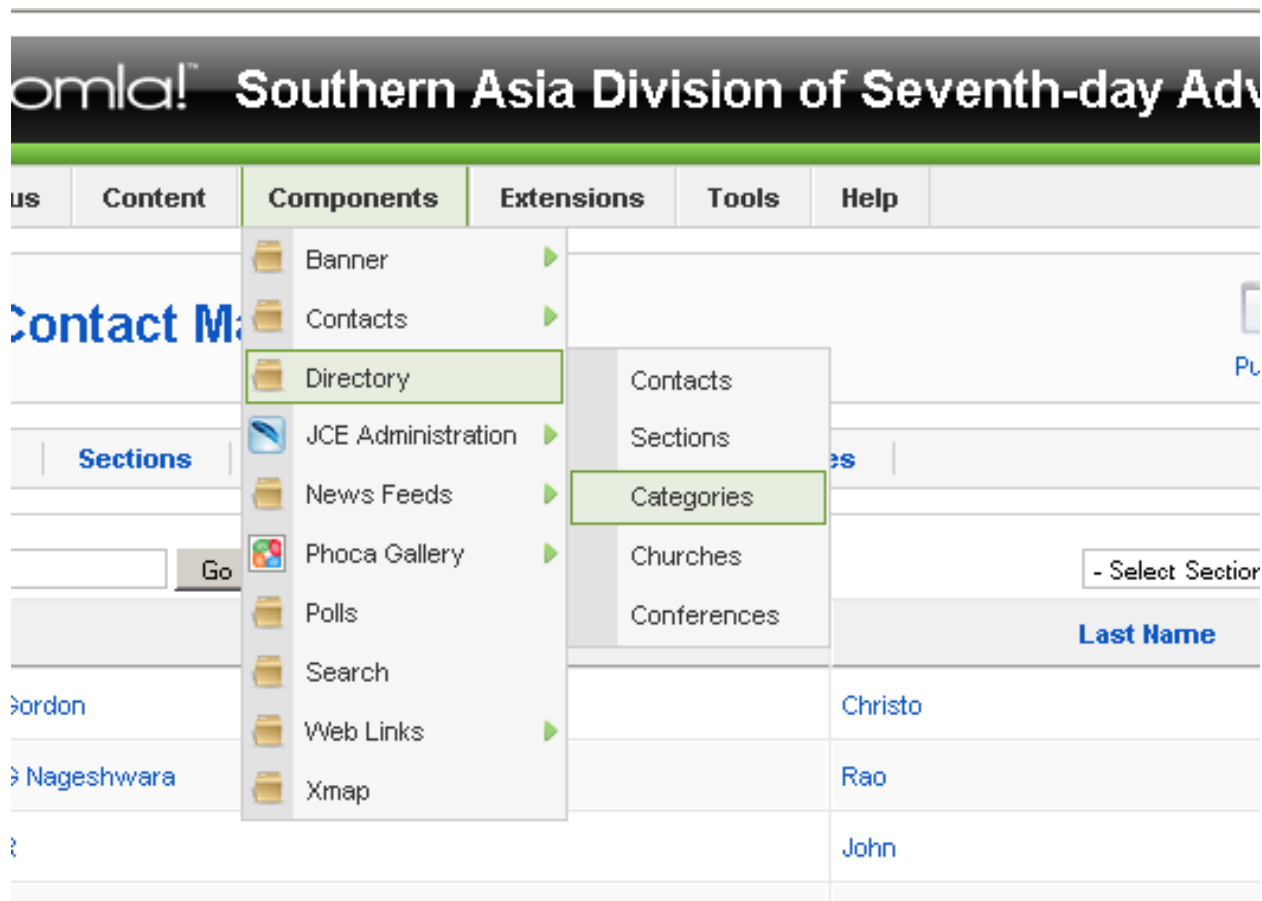 omla!™ Southern Asia Division of Seventh-day Adv
us Content Components Extensions Tools Help
Banner
Contact Ma
Contacts
Pu
Directory
Contacts
JCE Administration
Sections
Sections
es
News Feeds
Categories
Phoca Gallery
Churches
Go
- Select Section
Polls
Conferences
Last Name
Search
Gordon
Christo
Web Links
G Nageshwara
Rao
Xmap
R
John